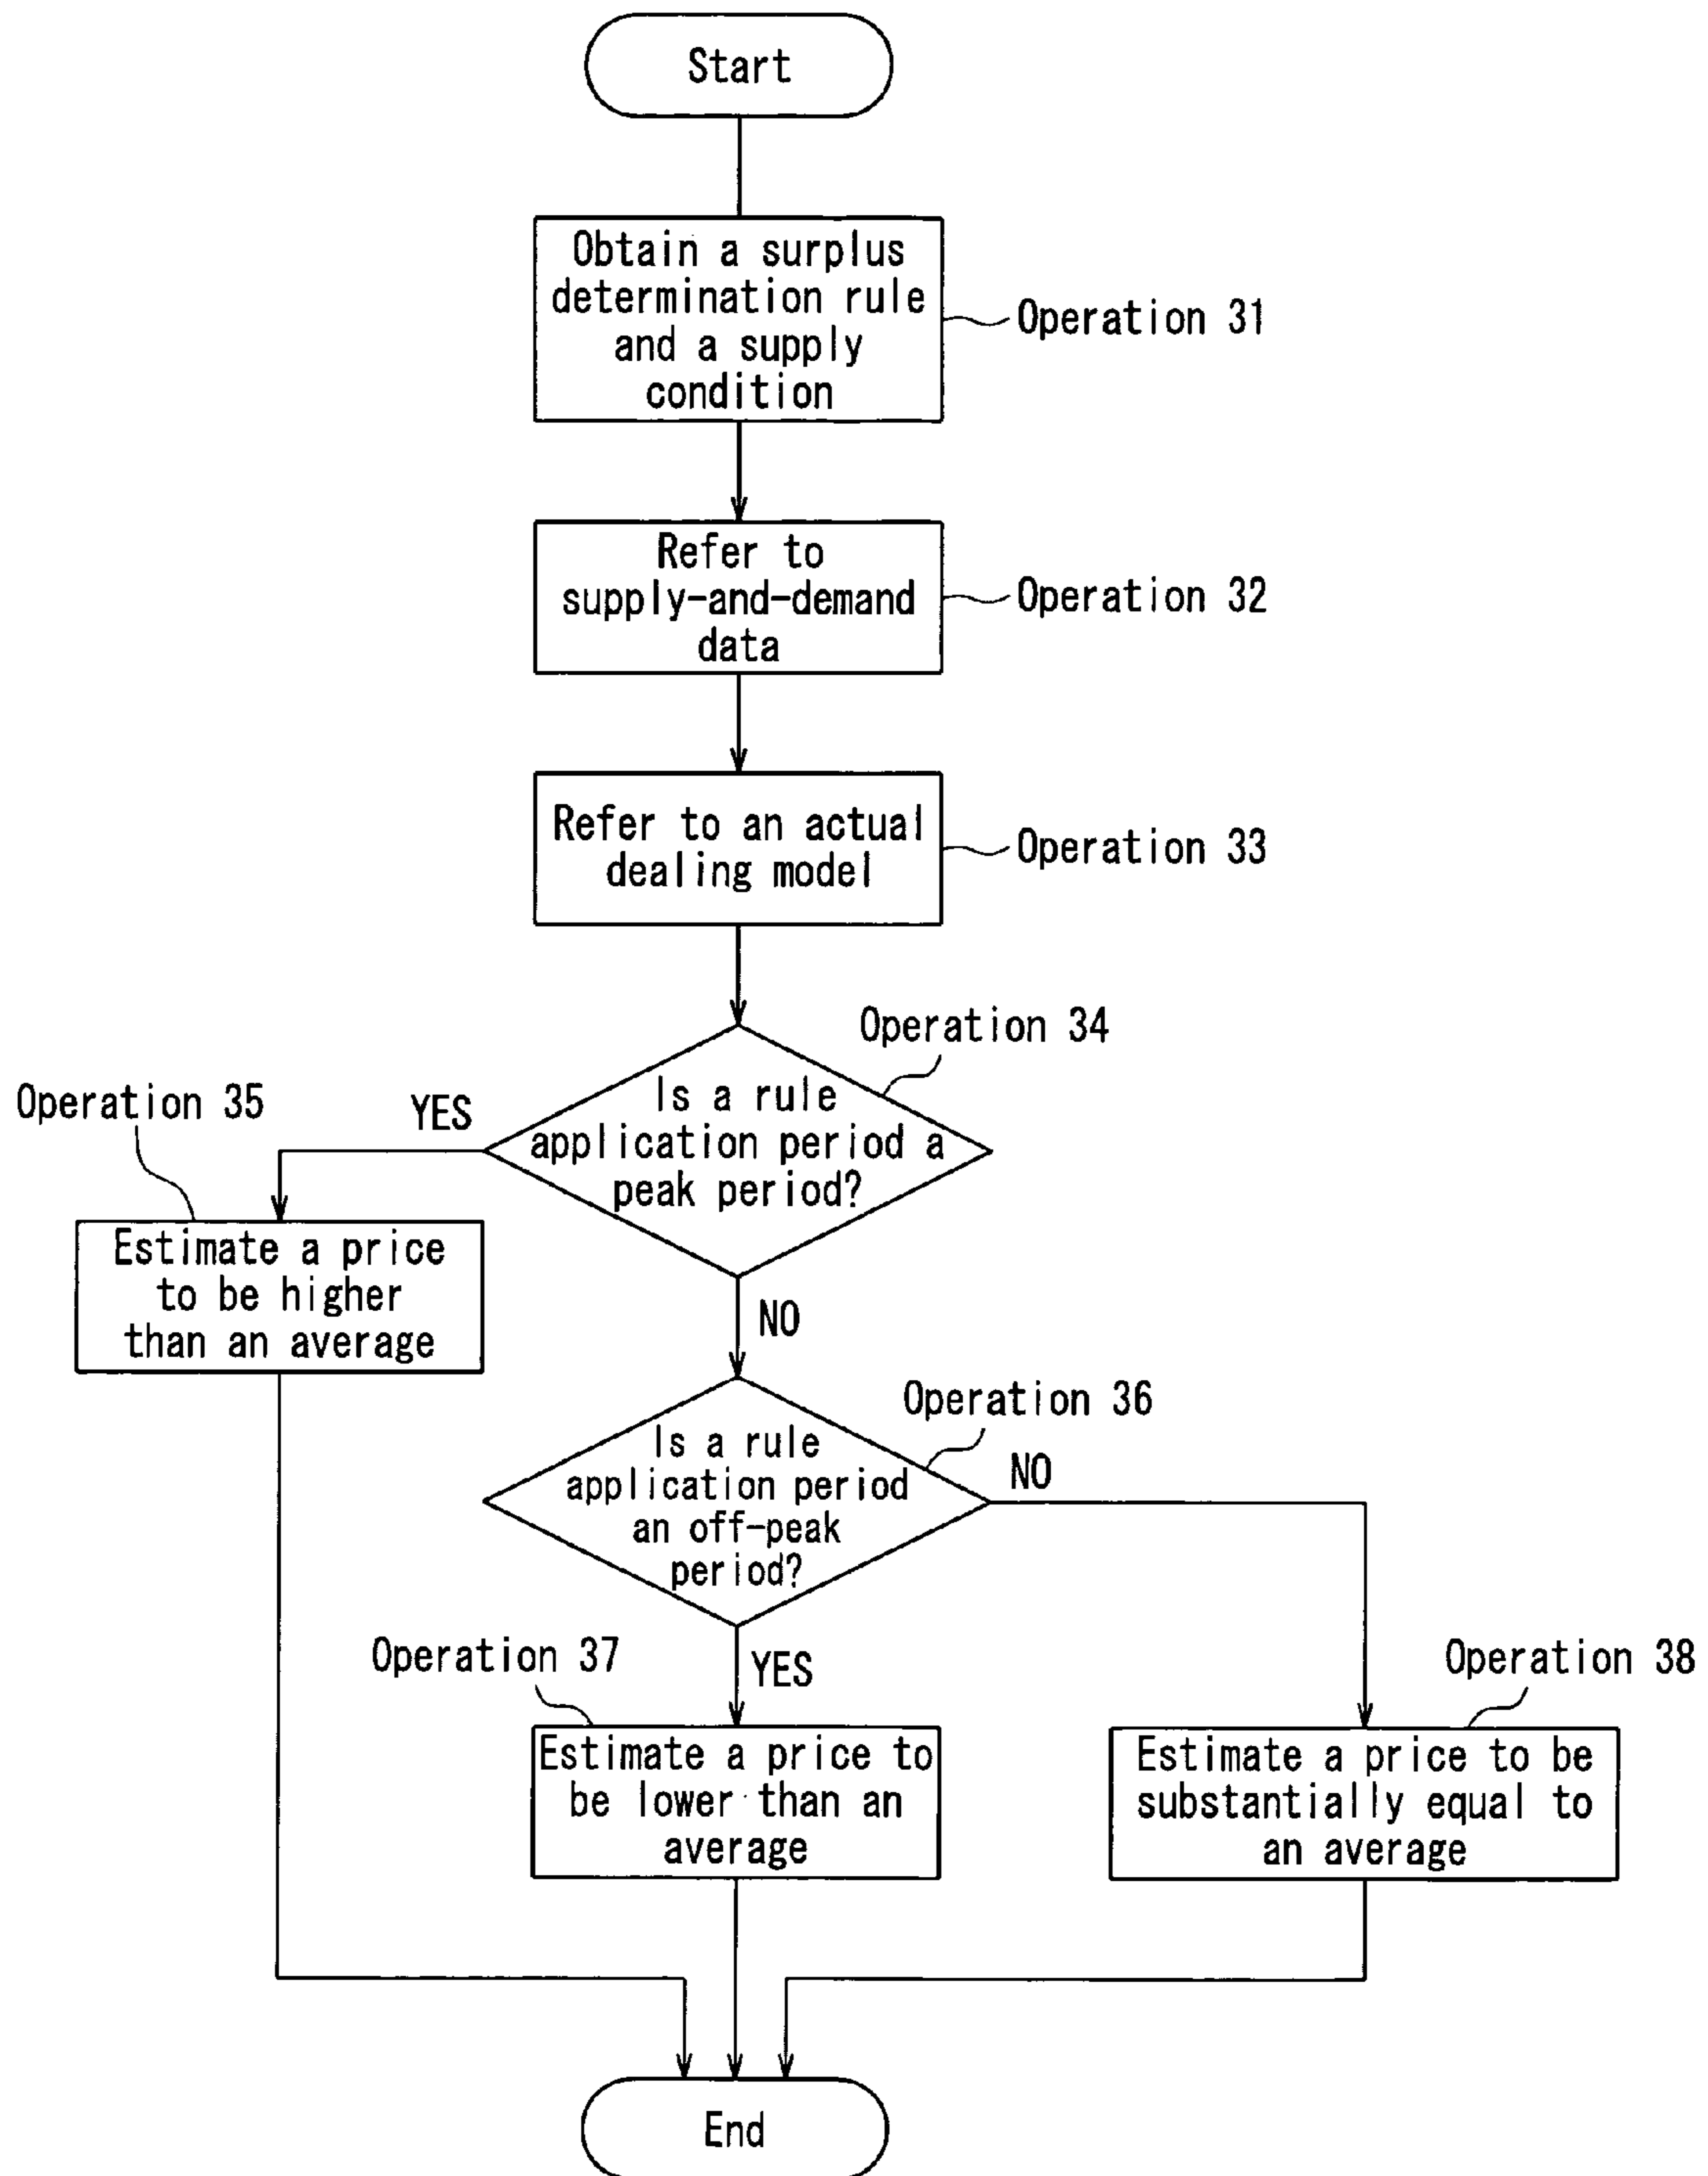 Start
Obtain a surplus
determination rule
and a supply
condition
Operation 31
Refer to
supply-and-demand
data
Operation 32
Refer to an actual
dealing model
Operation 33
Operation 34
Is a rule
application period a
peak period?
YES
Operation 35
Estimate a price
to be higher
than an average
NO
Operation 36
Is a rule
application period
an off-peak
period?
NO
YES
Operation 37
Estimate a price to
be lower than an
average
Operation 38
Estimate a price to be
substantially equal to
an average
End